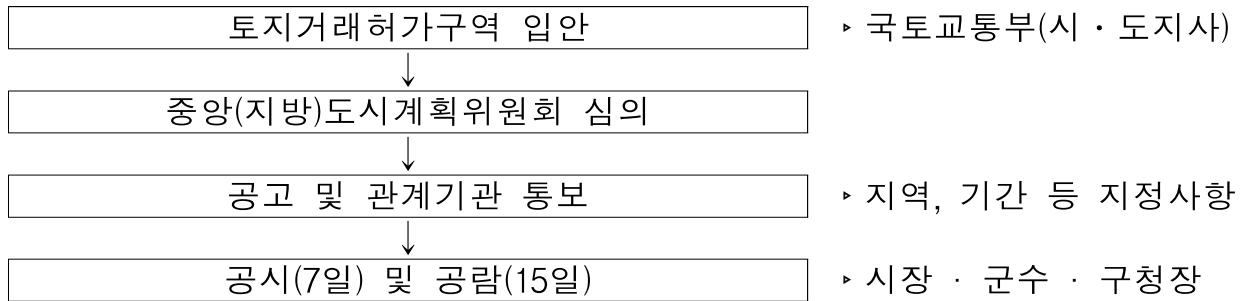 토지거래허가구역 입안 ▸ 국토교통부(시・도지사)
중앙(지방)도시계획위원회 심의
공고 및 관계기관 통보 ▸ 지역, 기간 등 지정사항
공시(7일) 및 공람(15일) ▸ 시장 · 군수 · 구청장